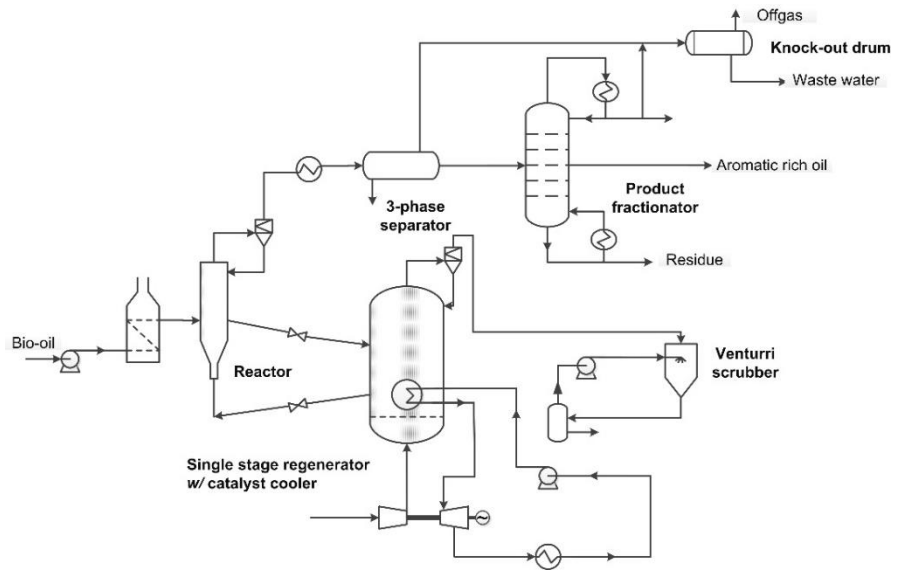 Offgas
Knock-out drum
Waste water
Aromatic rich oil
Product
fractionator
3-phase
separator
Residue
Bio-oil
Reactor
Venturri
scrubber
Single stage regenerator
w/ catalyst cooler